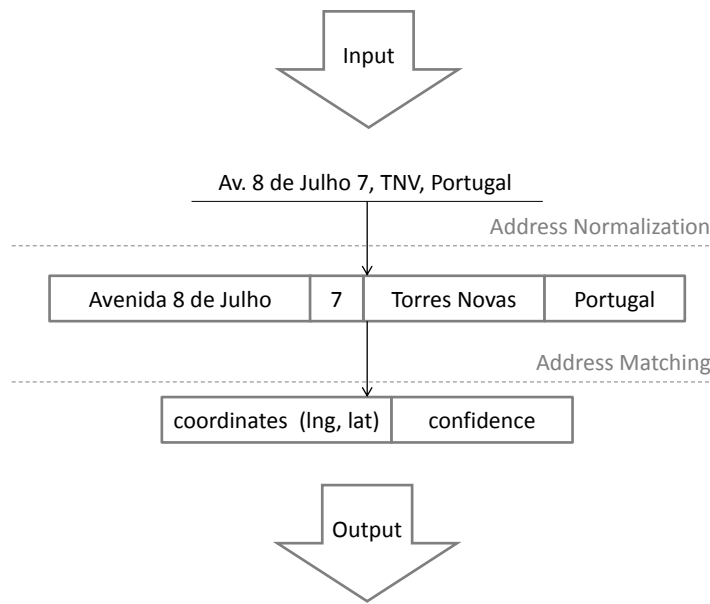 Input
Av. 8 de Julho 7, TNV, Portugal
Address Normalization
Avenida 8 de Julho 7 Torres Novas Portugal
Address Matching
coordinates (lng, lat) confidence
Output